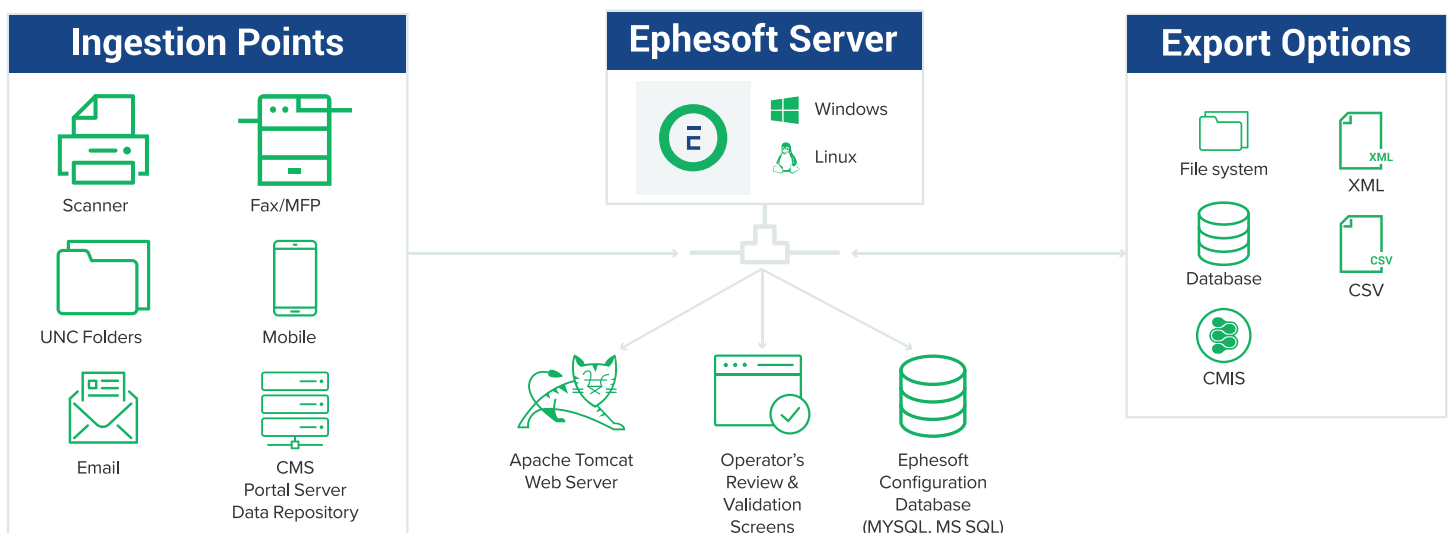 Ingestion Points
Scanner
Fax/MFP
UNC Folders
Mobile
Email
CMS
Portal Server
Data Repository
Ephesoft Server
E
Windows
Linux
Apache Tomcat
Web Server
Operator's
Review &
Validation
Screens
Ephesoft
Configuration
Database
(MYSQL, MS SQL)
Export Options
File system
XML
XML
Database
CSV
CSV
CMIS